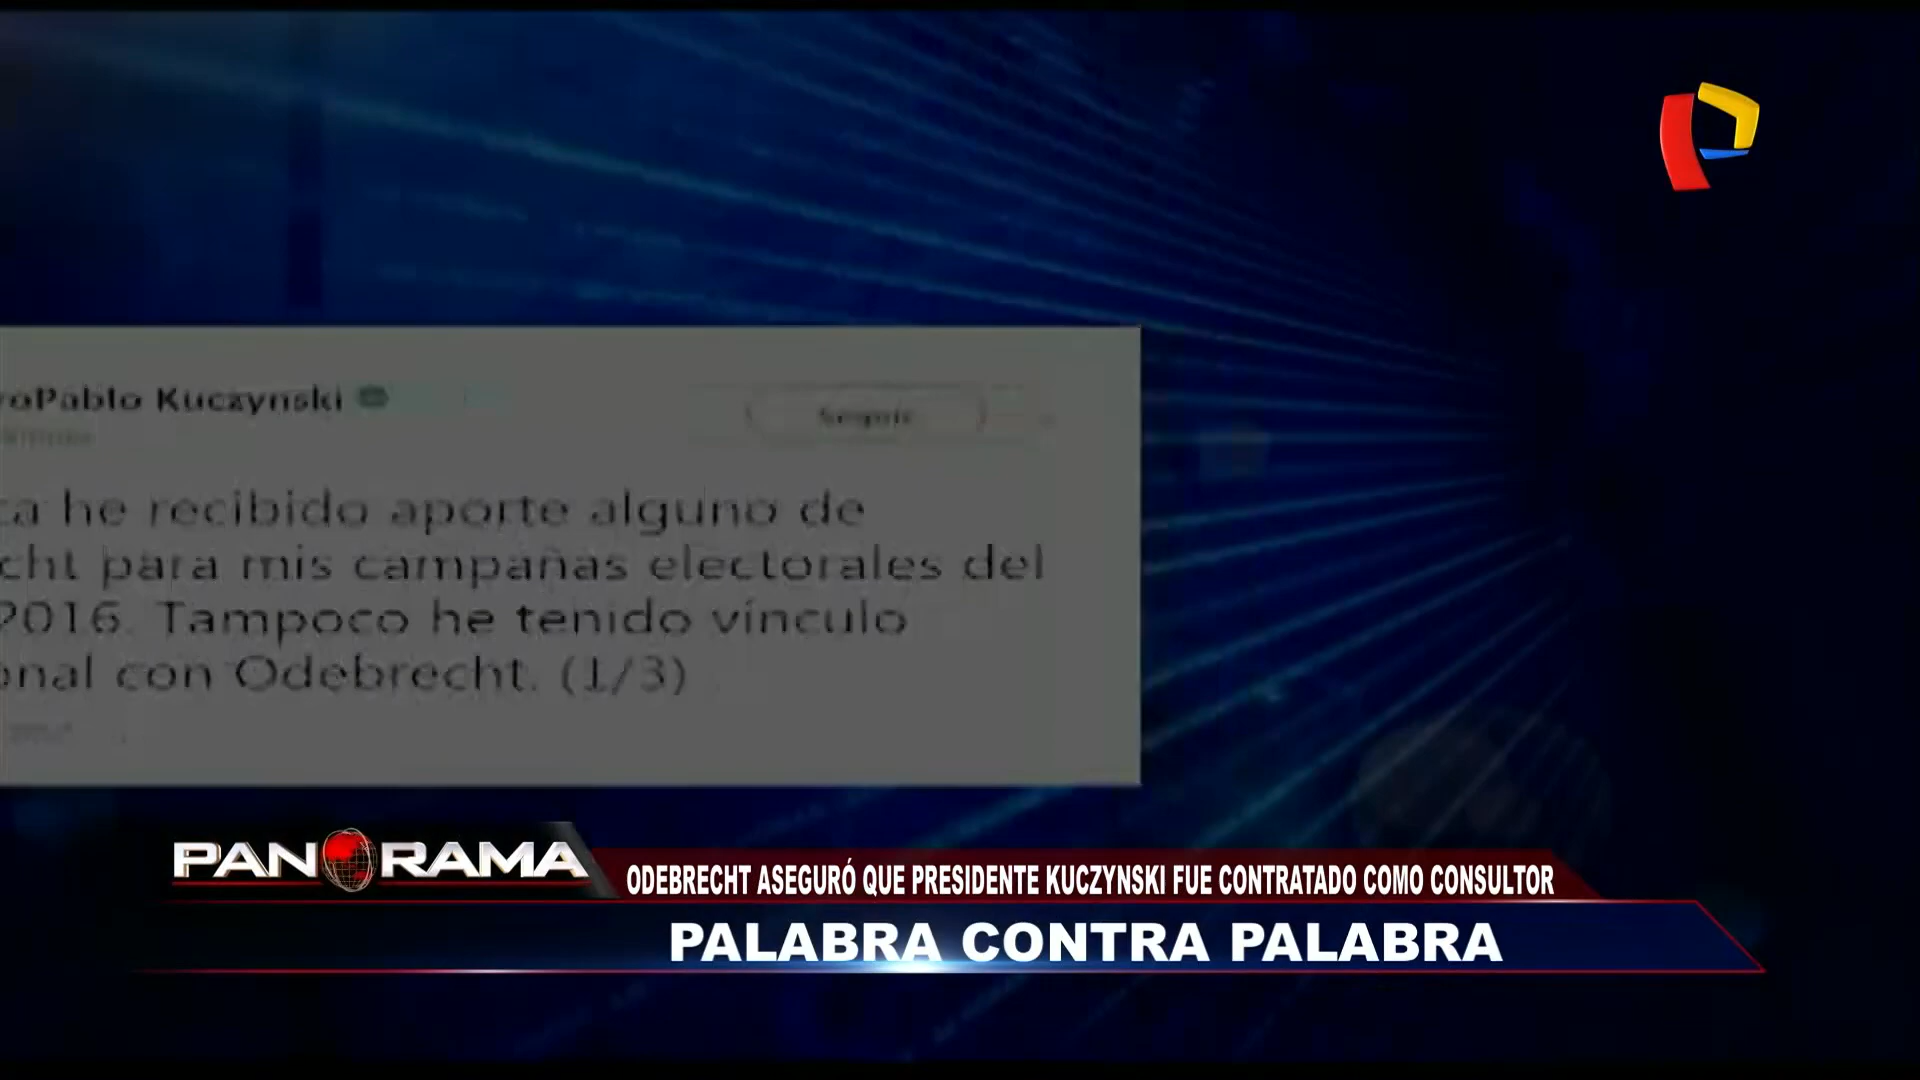 roPablo Kuczynski
Seguir
ca he recibido aporte alguno de
cht para mis campañas electorales del
2016. Tampoco he tenido vínculo
onal con Odebrecht. (1/3)
PANORAMA
ODEBRECHT ASEGURÓ QUE PRESIDENTE KUCZYNSKI FUE CONTRATADO COMO CONSULTOR
PALABRA CONTRA PALABRA